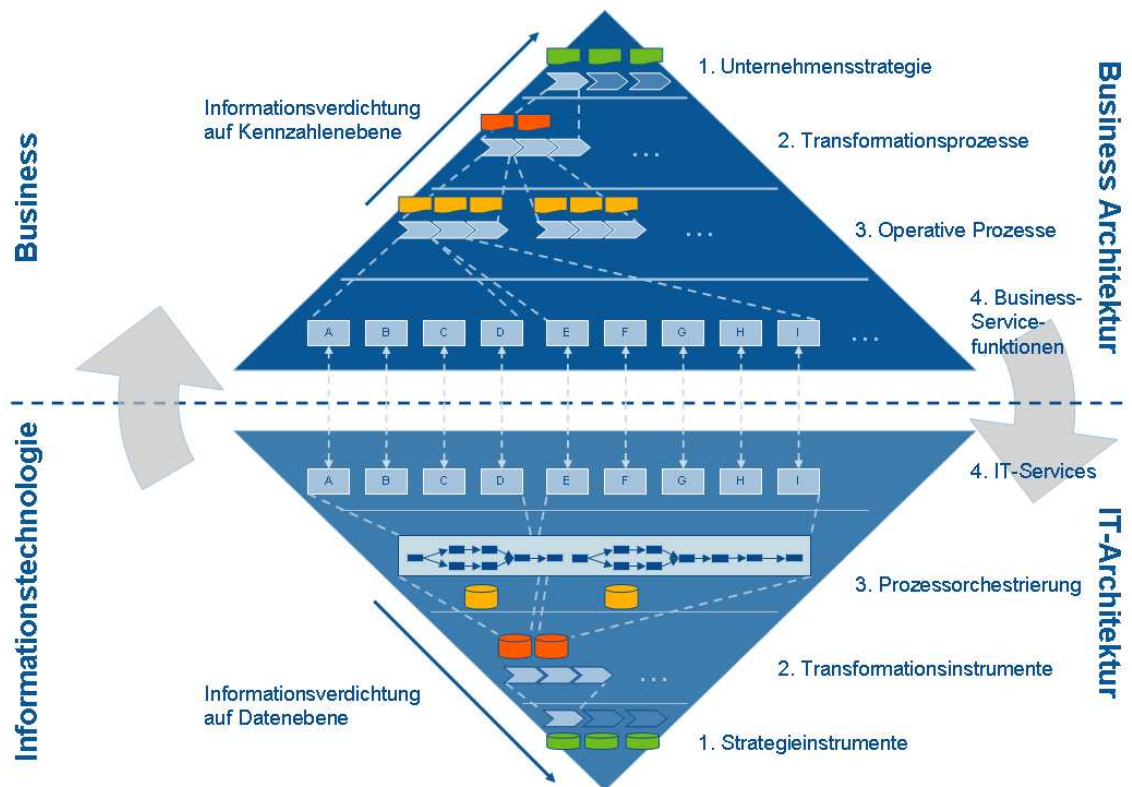 Business
Informationsverdichtung
auf Kennzahlenebene
1. Unternehmensstrategie
2. Transformationsprozesse
...
3. Operative Prozesse
...
4. Business-
Service-
funktionen
A B C D E F G H I ...
Business Architektur
Informationstechnologie
A B C D E F G H I
4. IT-Services
3. Prozessorchestrierung
2. Transformationsinstrumente
...
Informationsverdichtung
auf Datenebene
1. Strategieinstrumente
IT-Architektur